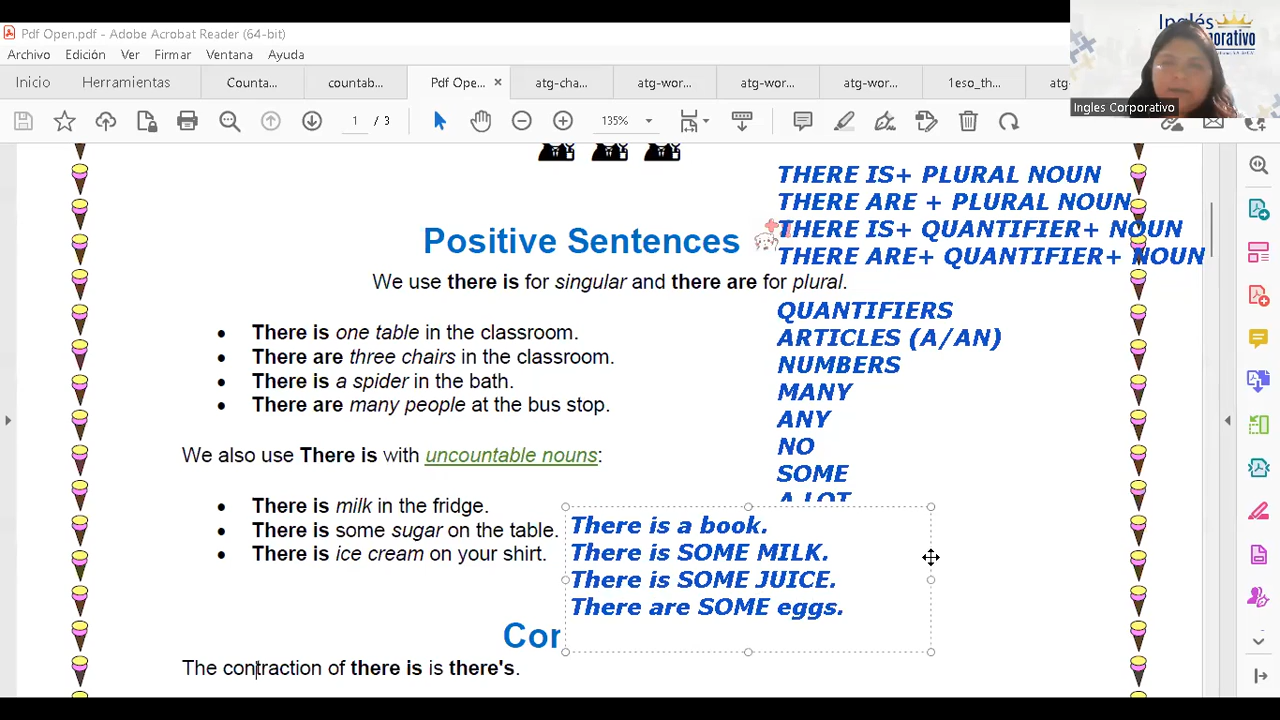 Pdf Open.pdf - Adobe Acrobat Reader (64-bit)
Archivo Edición Ver Firmar Ventana Ayuda
Inicio Herramientas Counta... countab... Pdf Ope... × atg-cha... atg-wor... atg-wor... atg-wor... 1eso_th...
Inglés
Ingles Corporativo
1 / 3 135%
THERE IS+ PLURAL NOUN
THERE ARE + PLURAL NOUN
THERE IS+ QUANTIFIER+ NOUN
THERE ARE+ QUANTIFIER+ NOUN
Positive Sentences
We use there is for singular and there are for plural.
QUANTIFIERS
ARTICLES (A/AN)
NUMBERS
MANY
ANY
NO
SOME
A LOT
• There is one table in the classroom.
• There are three chairs in the classroom.
• There is a spider in the bath.
• There are many people at the bus stop.
We also use There is with uncountable nouns:
• There is milk in the fridge.
• There is some sugar on the table.
• There is ice cream on your shirt.
There is a book.
There is SOME MILK.
There is SOME JUICE.
There are SOME eggs.
The contraction of there is is there's.